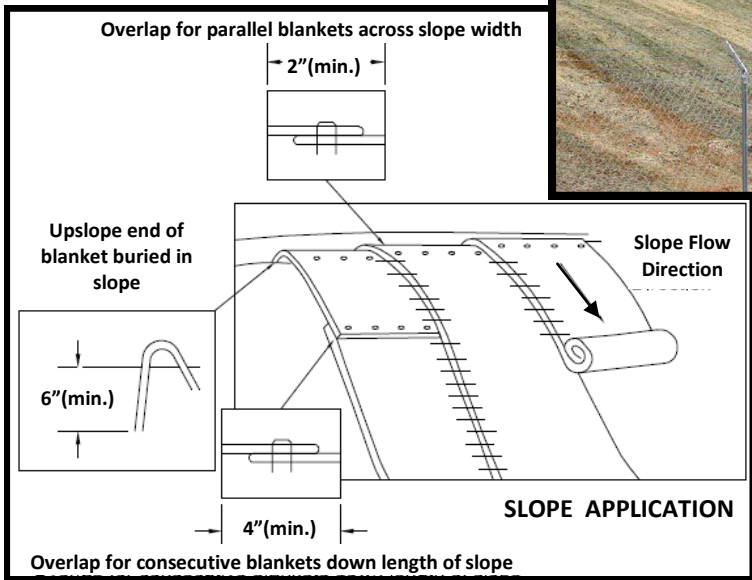 Overlap for parallel blankets across slope width
2”(min.)
Upslope end of
blanket buried in
slope
Slope Flow
Direction
6”(min.)
4”(min.)
SLOPE APPLICATION
Overlap for consecutive blankets down length of slope